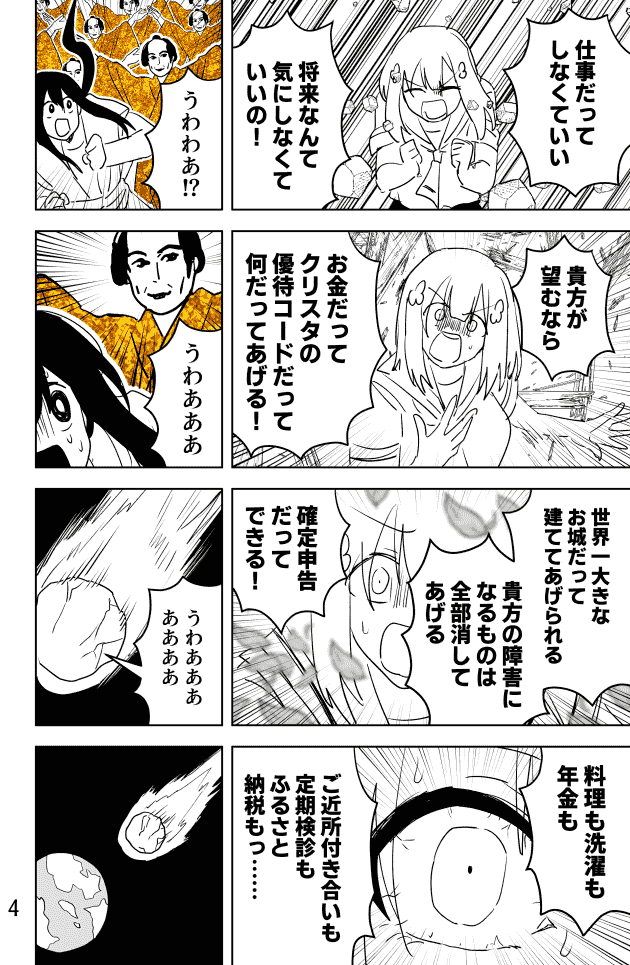 仕事だって
しなくていい
将来なんて
気にしなくて
いいの！
うわわあ!?
貴方が
望むなら
お金だって
クリスタの
優待コードだって
何だってあげる！
うわあああ
世界一大きな
お城だって
建ててあげられる
貴方の障害に
なるものは
全部消して
あげる
確定申告
だって
できる！
うわあああ
ああああ
料理も洗濯も
年金も
ご近所付き合いも
定期検診も
ふるさと
納税もっ……
4